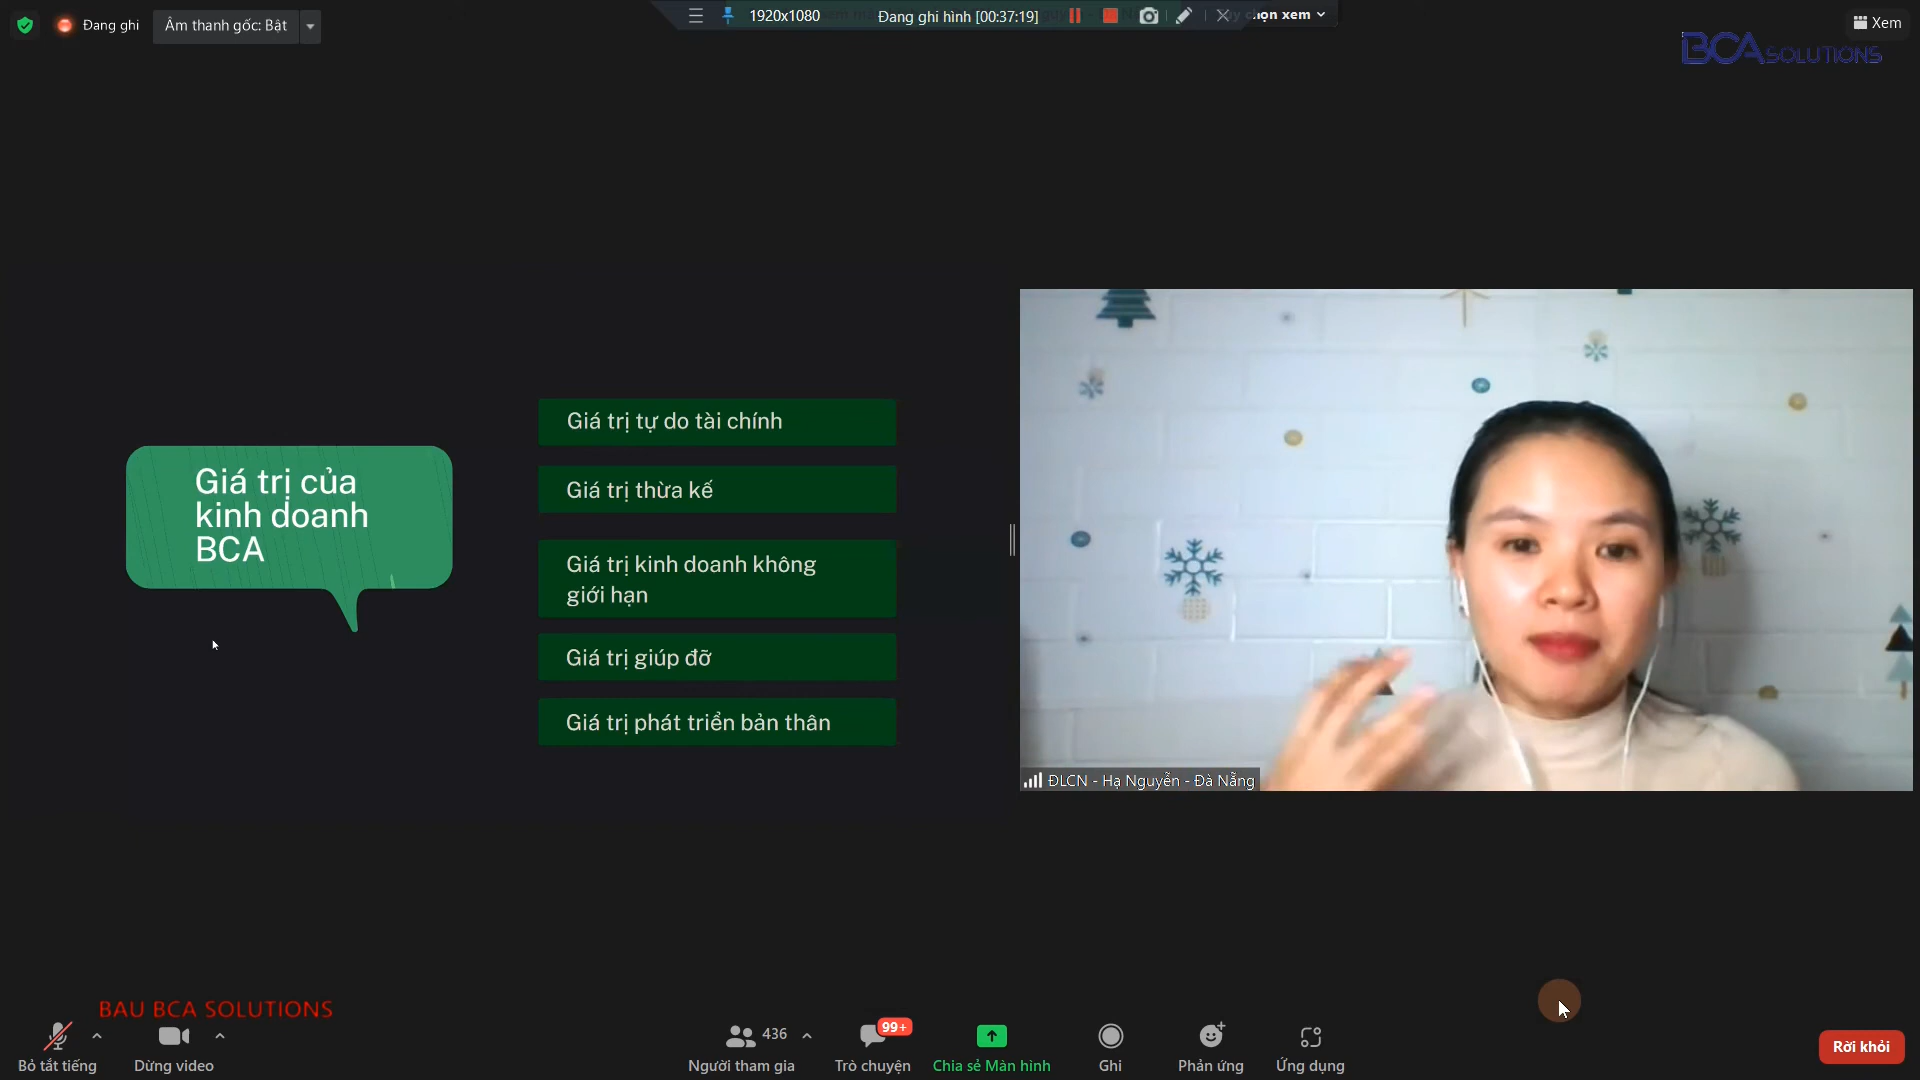 Đang ghi
Âm thanh gốc: Bật
1920x1080
Đang ghi hình [00:37:19]
chọn xem
Xem
BCA SOLUTIONS
Giá trị của
kinh doanh
BCA
Giá trị tự do tài chính
Giá trị thừa kế
Giá trị kinh doanh không
giới hạn
Giá trị giúp đỡ
Giá trị phát triển bản thân
ĐLCN - Hạ Nguyễn - Đà Nẵng
BAU BCA SOLUTIONS
Bỏ tắt tiếng
Dừng video
436
Người tham gia
99+
Trò chuyện
Chia sẻ Màn hình
Ghi
Phản ứng
Ứng dụng
Rời khỏi